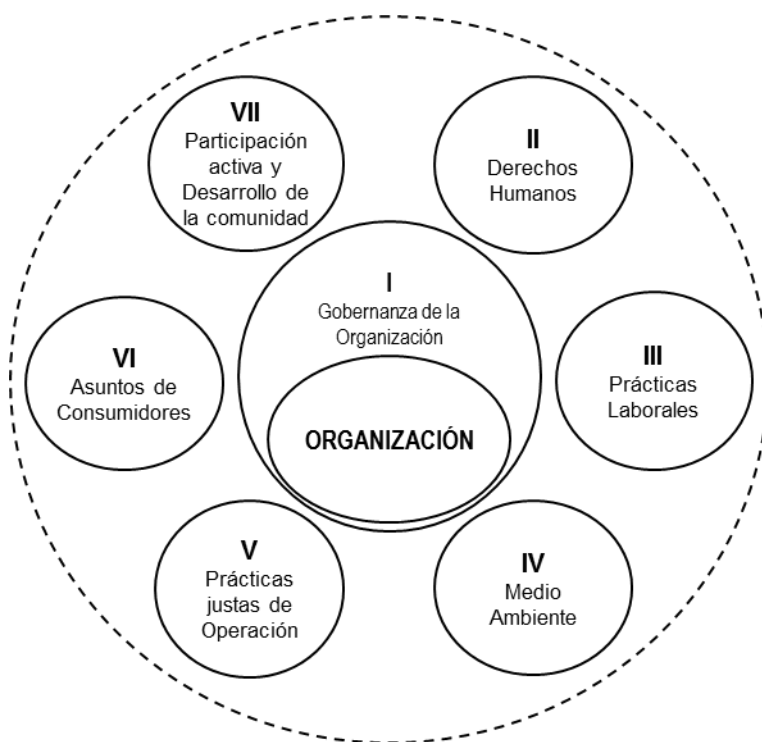 VII
Participación
activa y
Desarrollo de
la comunidad
II
Derechos
Humanos
I
Gobernanza de la
Organización
VI
Asuntos de
Consumidores
III
Prácticas
Laborales
ORGANIZACIÓN
V
Prácticas
justas de
Operación
IV
Medio
Ambiente